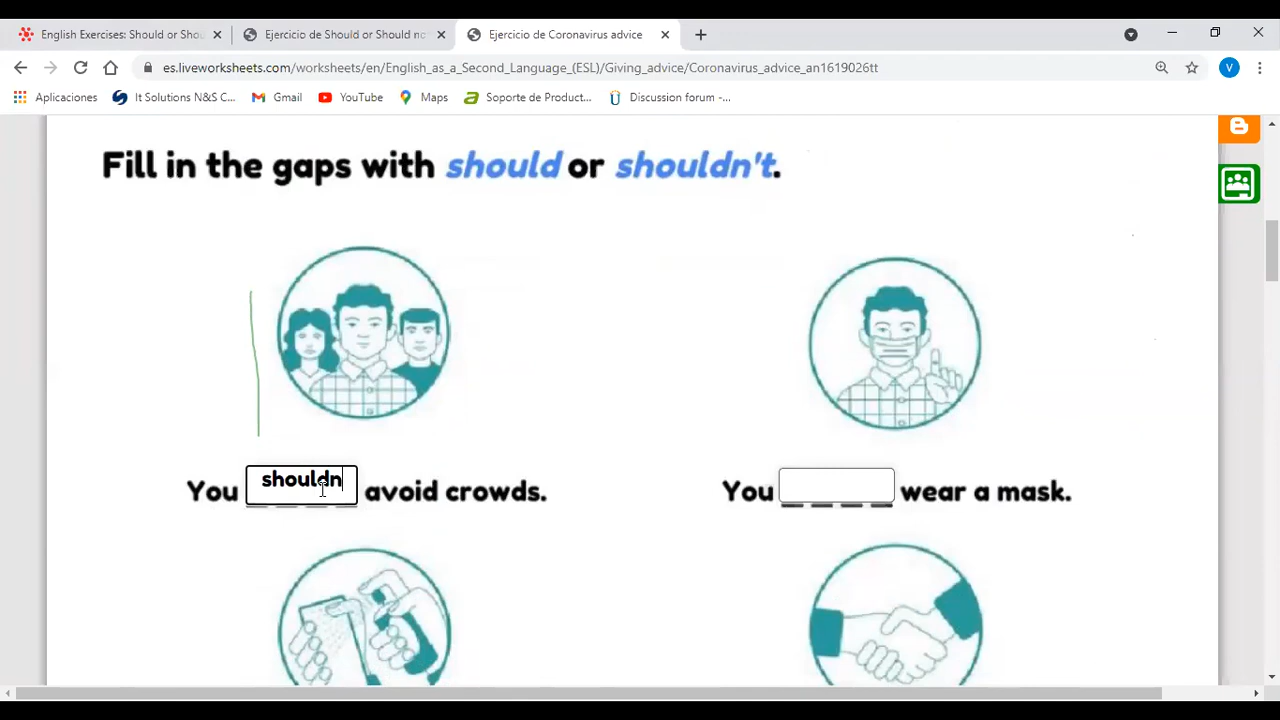 English Exercises: Should or Shou
Ejercicio de Should or Should no
Ejercicio de Coronavirus advice
es.liveworksheets.com/worksheets/en/English_as_a_Second_Language_(ESL)/Giving_advice/Coronavirus_advice_an1619026tt
V
Aplicaciones
It Solutions N&S C...
Gmail
YouTube
Maps
Soporte de Product...
Discussion forum -...
Fill in the gaps with should or shouldn't.
You shouldn avoid crowds.
You wear a mask.